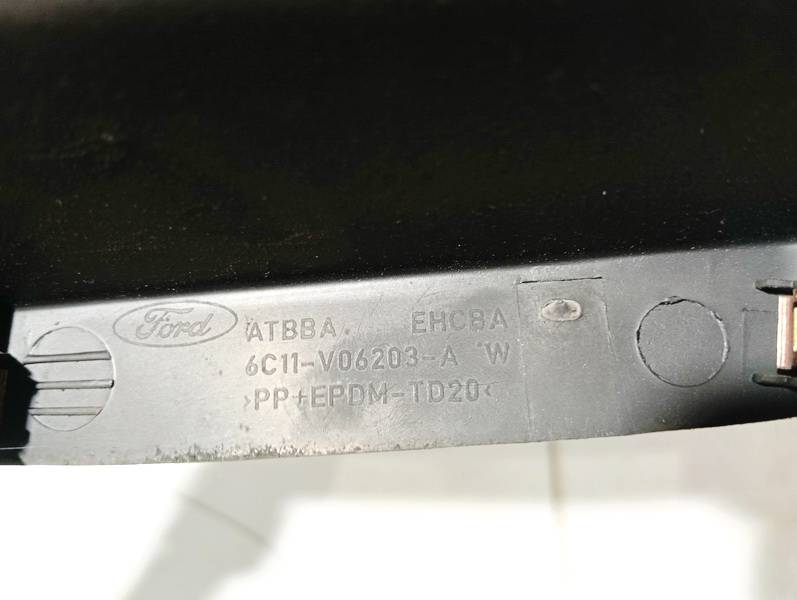 Ford
ATBBA. EHCBA
6C11-V06203-A W
>PP+EPDM-TD20<